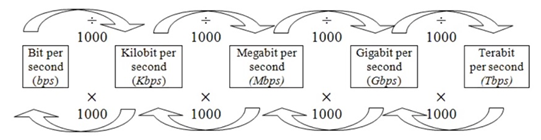 ÷ ÷ ÷ ÷
1000 1000 1000 1000
Bit per
second
(bps)
Kilobit per
second
(Kbps)
Megabit per
second
(Mbps)
Gigabit per
second
(Gbps)
Terabit
per second
(Tbps)
× × × ×
1000 1000 1000 1000